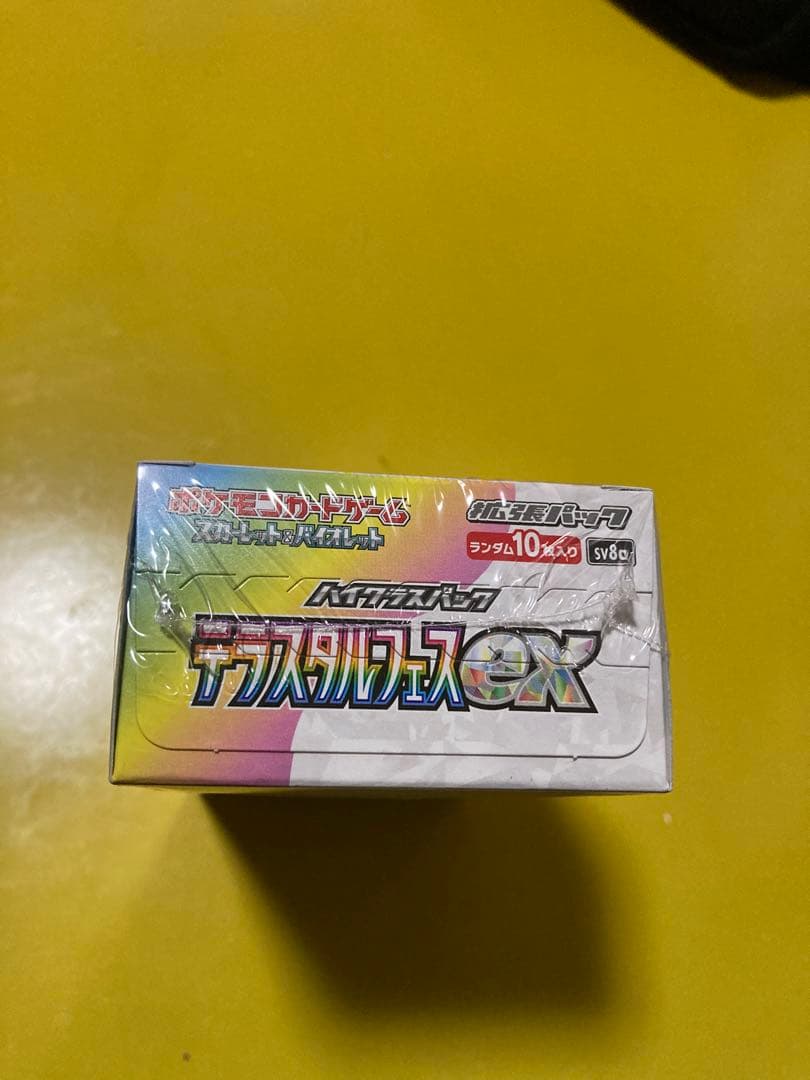 ポケモンカードゲーム
スカーレット&バイオレット
拡張パック
ランダム10枚入り
SV8a
ハイクラスパック
テラスタルフェスex